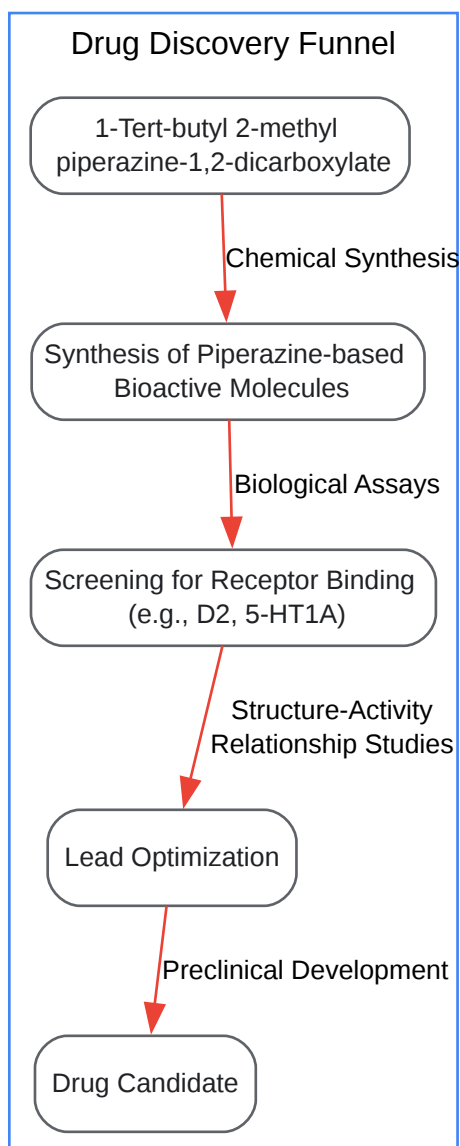 Drug Discovery Funnel
1-Tert-butyl 2-methyl
piperazine-1,2-dicarboxylate
Chemical Synthesis
Synthesis of Piperazine-based
Bioactive Molecules
Biological Assays
Screening for Receptor Binding
(e.g., D2, 5-HT1A)
Structure-Activity
Relationship Studies
Lead Optimization
Preclinical Development
Drug Candidate